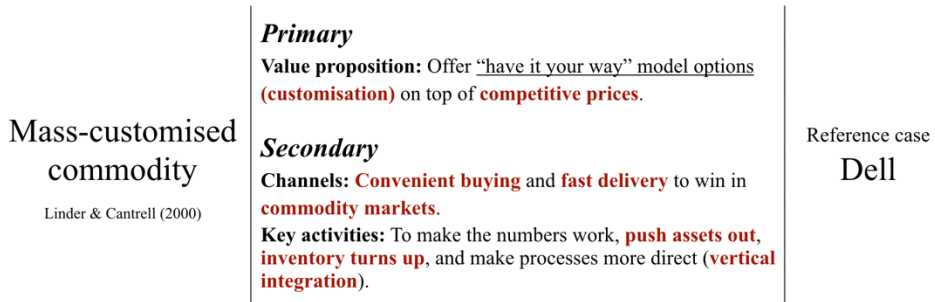 Mass-customised
commodity
Linder & Cantrell (2000)
Primary
Value proposition: Offer “have it your way” model options
(customisation) on top of competitive prices.
Secondary
Channels: Convenient buying and fast delivery to win in
commodity markets.
Key activities: To make the numbers work, push assets out,
inventory turns up, and make processes more direct (vertical
integration).
Reference case
Dell